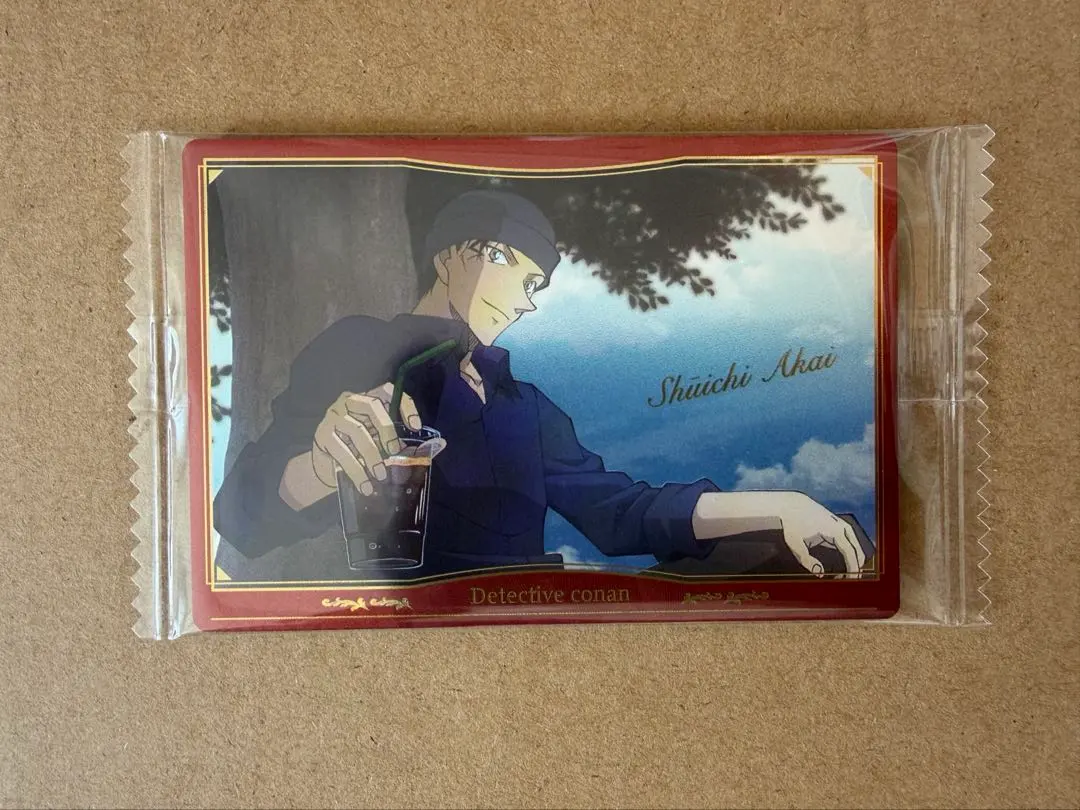 Shūichi Akai
Detective conan